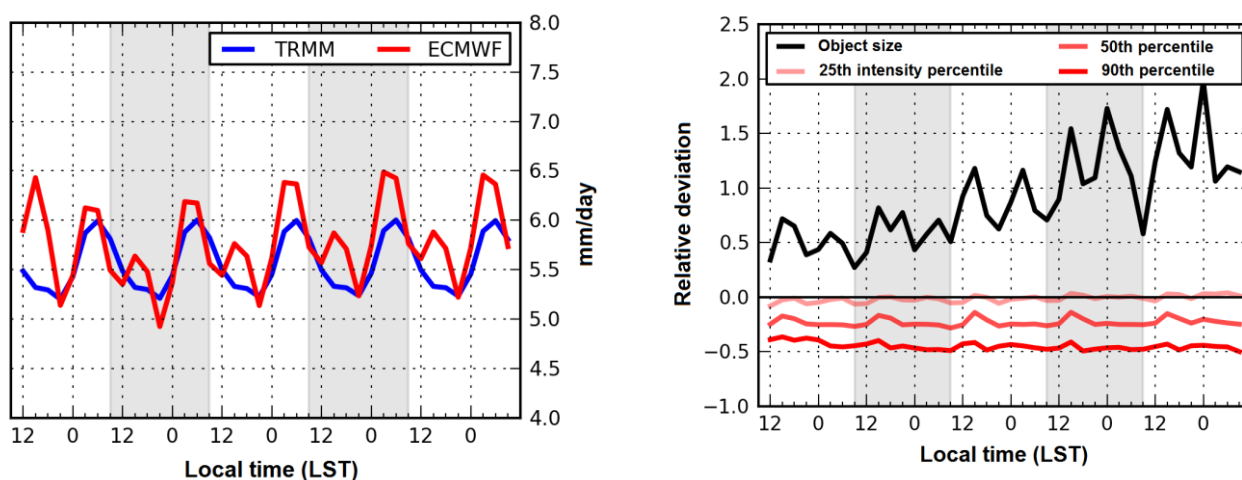 TRMM
ECMWF
8.0
7.5
7.0
6.5
6.0
5.5
5.0
4.5
4.0
mm/day
12 0 12 0 12 0 12 0 12 0
Local time (LST)
Object size
25th intensity percentile
50th percentile
90th percentile
2.5
2.0
1.5
1.0
0.5
0.0
−0.5
−1.0
Relative deviation
12 0 12 0 12 0 12 0 12 0
Local time (LST)